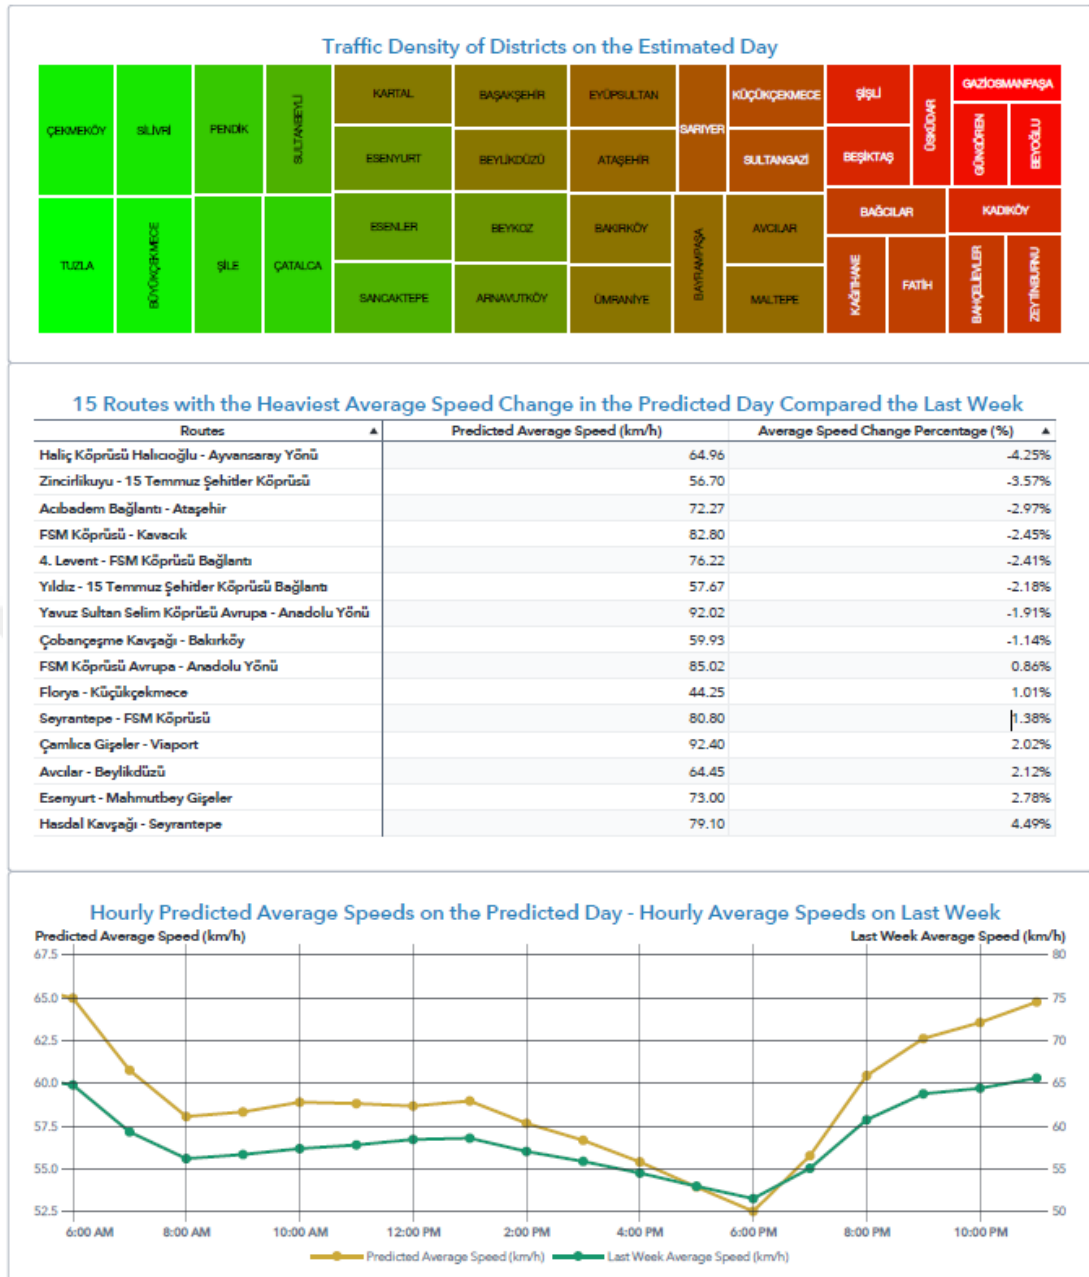 Traffic Density of Districts on the Estimated Day
ÇEKMEKÖY
SİLİVRİ
PENDİK
SULTANBEYLİ
KARTAL
BAŞAKŞEHİR
EYÜPSULTAN
SARIYER
KÜÇÜKÇEKMECE
ŞİŞLİ
ÜSKÜDAR
GAZİOSMANPAŞA
ESENYURT
BEYLİKDÜZÜ
ATAŞEHİR
SULTANGAZİ
BEŞİKTAŞ
GÜNGÖREN
BEYOĞLU
TUZLA
BÜYÜKÇEKMECE
ŞİLE
ÇATALCA
ESENLER
BEYKOZ
BAKIRKÖY
BAYRAMPAŞA
AVCILAR
BAĞCILAR
KADIKÖY
SANCAKTEPE
ARNAVUTKÖY
ÜMRANİYE
MALTEPE
KAĞITHANE
FATİH
BAHÇELİEVLER
ZEYTİNBURNU
15 Routes with the Heaviest Average Speed Change in the Predicted Day Compared the Last Week
Routes Predicted Average Speed (km/h) Average Speed Change Percentage (%)
Haliç Köprüsü Halıcıoğlu - Ayvansaray Yönü 64.96 -4.25%
Zincirlikuyu - 15 Temmuz Şehitler Köprüsü 56.70 -3.57%
Acıbadem Bağlantı - Ataşehir 72.27 -2.97%
FSM Köprüsü - Kavacık 82.80 -2.45%
4. Levent - FSM Köprüsü Bağlantı 76.22 -2.41%
Yıldız - 15 Temmuz Şehitler Köprüsü Bağlantı 57.67 -2.18%
Yavuz Sultan Selim Köprüsü Avrupa - Anadolu Yönü 92.02 -1.91%
Çobançeşme Kavşağı - Bakırköy 59.93 -1.14%
FSM Köprüsü Avrupa - Anadolu Yönü 85.02 0.86%
Florya - Küçükçekmece 44.25 1.01%
Seyrantepe - FSM Köprüsü 80.80 1.38%
Çamlıca Gişeler - Viaport 92.40 2.02%
Avcılar - Beylikdüzü 64.45 2.12%
Esenyurt - Mahmutbey Gişeler 73.00 2.78%
Hasdal Kavşağı - Seyrantepe 79.10 4.49%
Hourly Predicted Average Speeds on the Predicted Day - Hourly Average Speeds on Last Week
Predicted Average Speed (km/h) Last Week Average Speed (km/h)
67.5 80
65.0 75
62.5 70
60.0 65
57.5 60
55.0 55
52.5 50
6:00 AM 8:00 AM 10:00 AM 12:00 PM 2:00 PM 4:00 PM 6:00 PM 8:00 PM 10:00 PM
Predicted Average Speed (km/h) Last Week Average Speed (km/h)